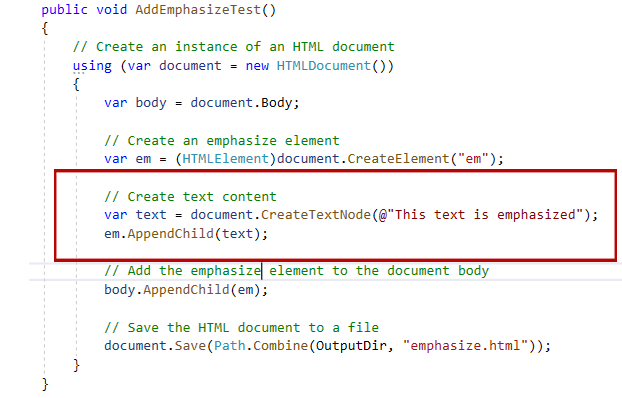 public void AddEmphasizeTest()
{
// Create an instance of an HTML document
using (var document = new HTMLDocument())
{
var body = document.Body;
// Create an emphasize element
var em = (HTMLElement)document.CreateElement("em");
// Create text content
var text = document.CreateTextNode(@"This text is emphasized");
em.AppendChild(text);
// Add the emphasize element to the document body
body.AppendChild(em);
// Save the HTML document to a file
document.Save(Path.Combine(OutputDir, "emphasize.html"));
}
}